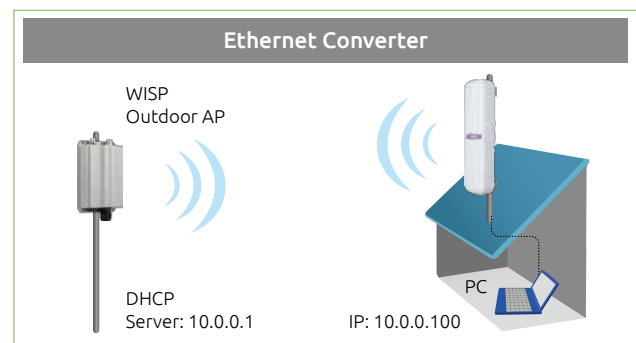 Ethernet Converter
WISP
Outdoor AP
DHCP
Server: 10.0.0.1
PC
IP: 10.0.0.100